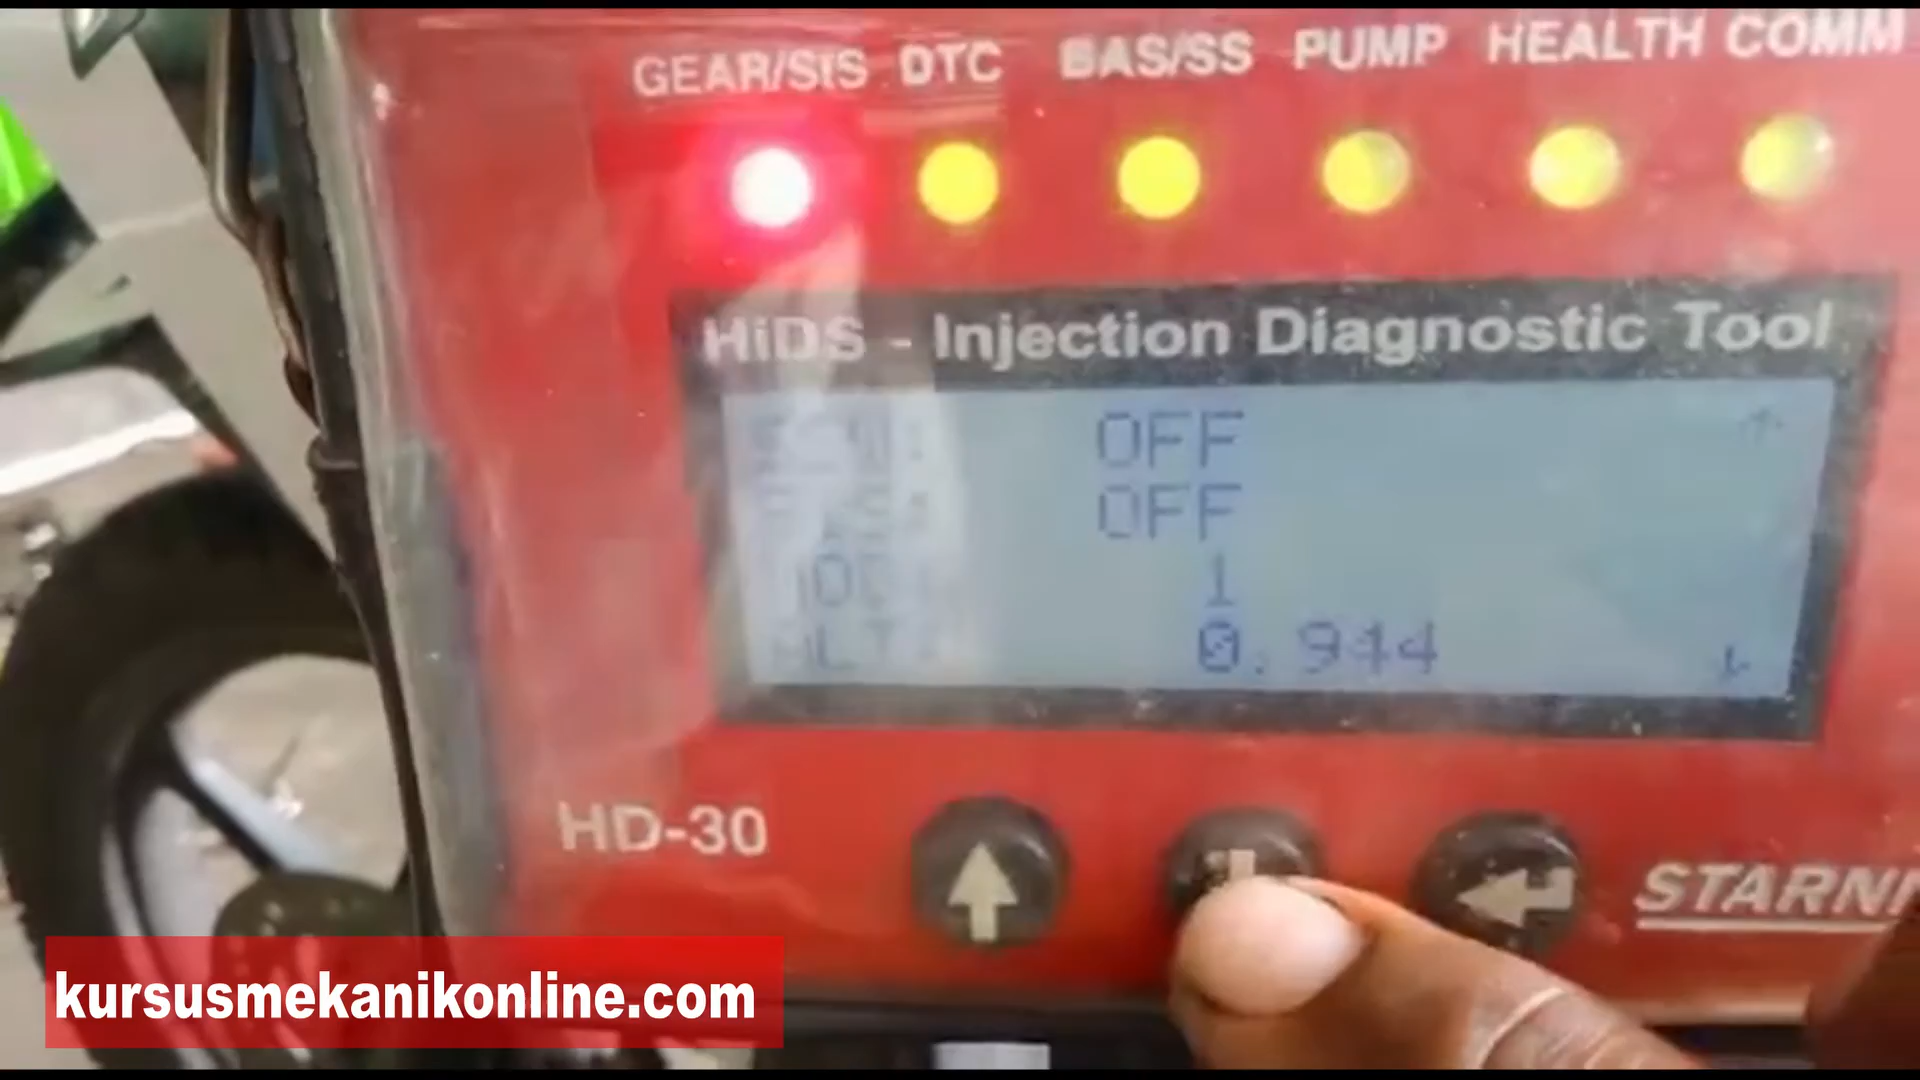 GEAR/SIS DTC BAS/SS PUMP HEALTH COMM
HiDS - Injection Diagnostic Tool
OFF
OFF
1
0.944
HD-30
kursusmekanikonline.com